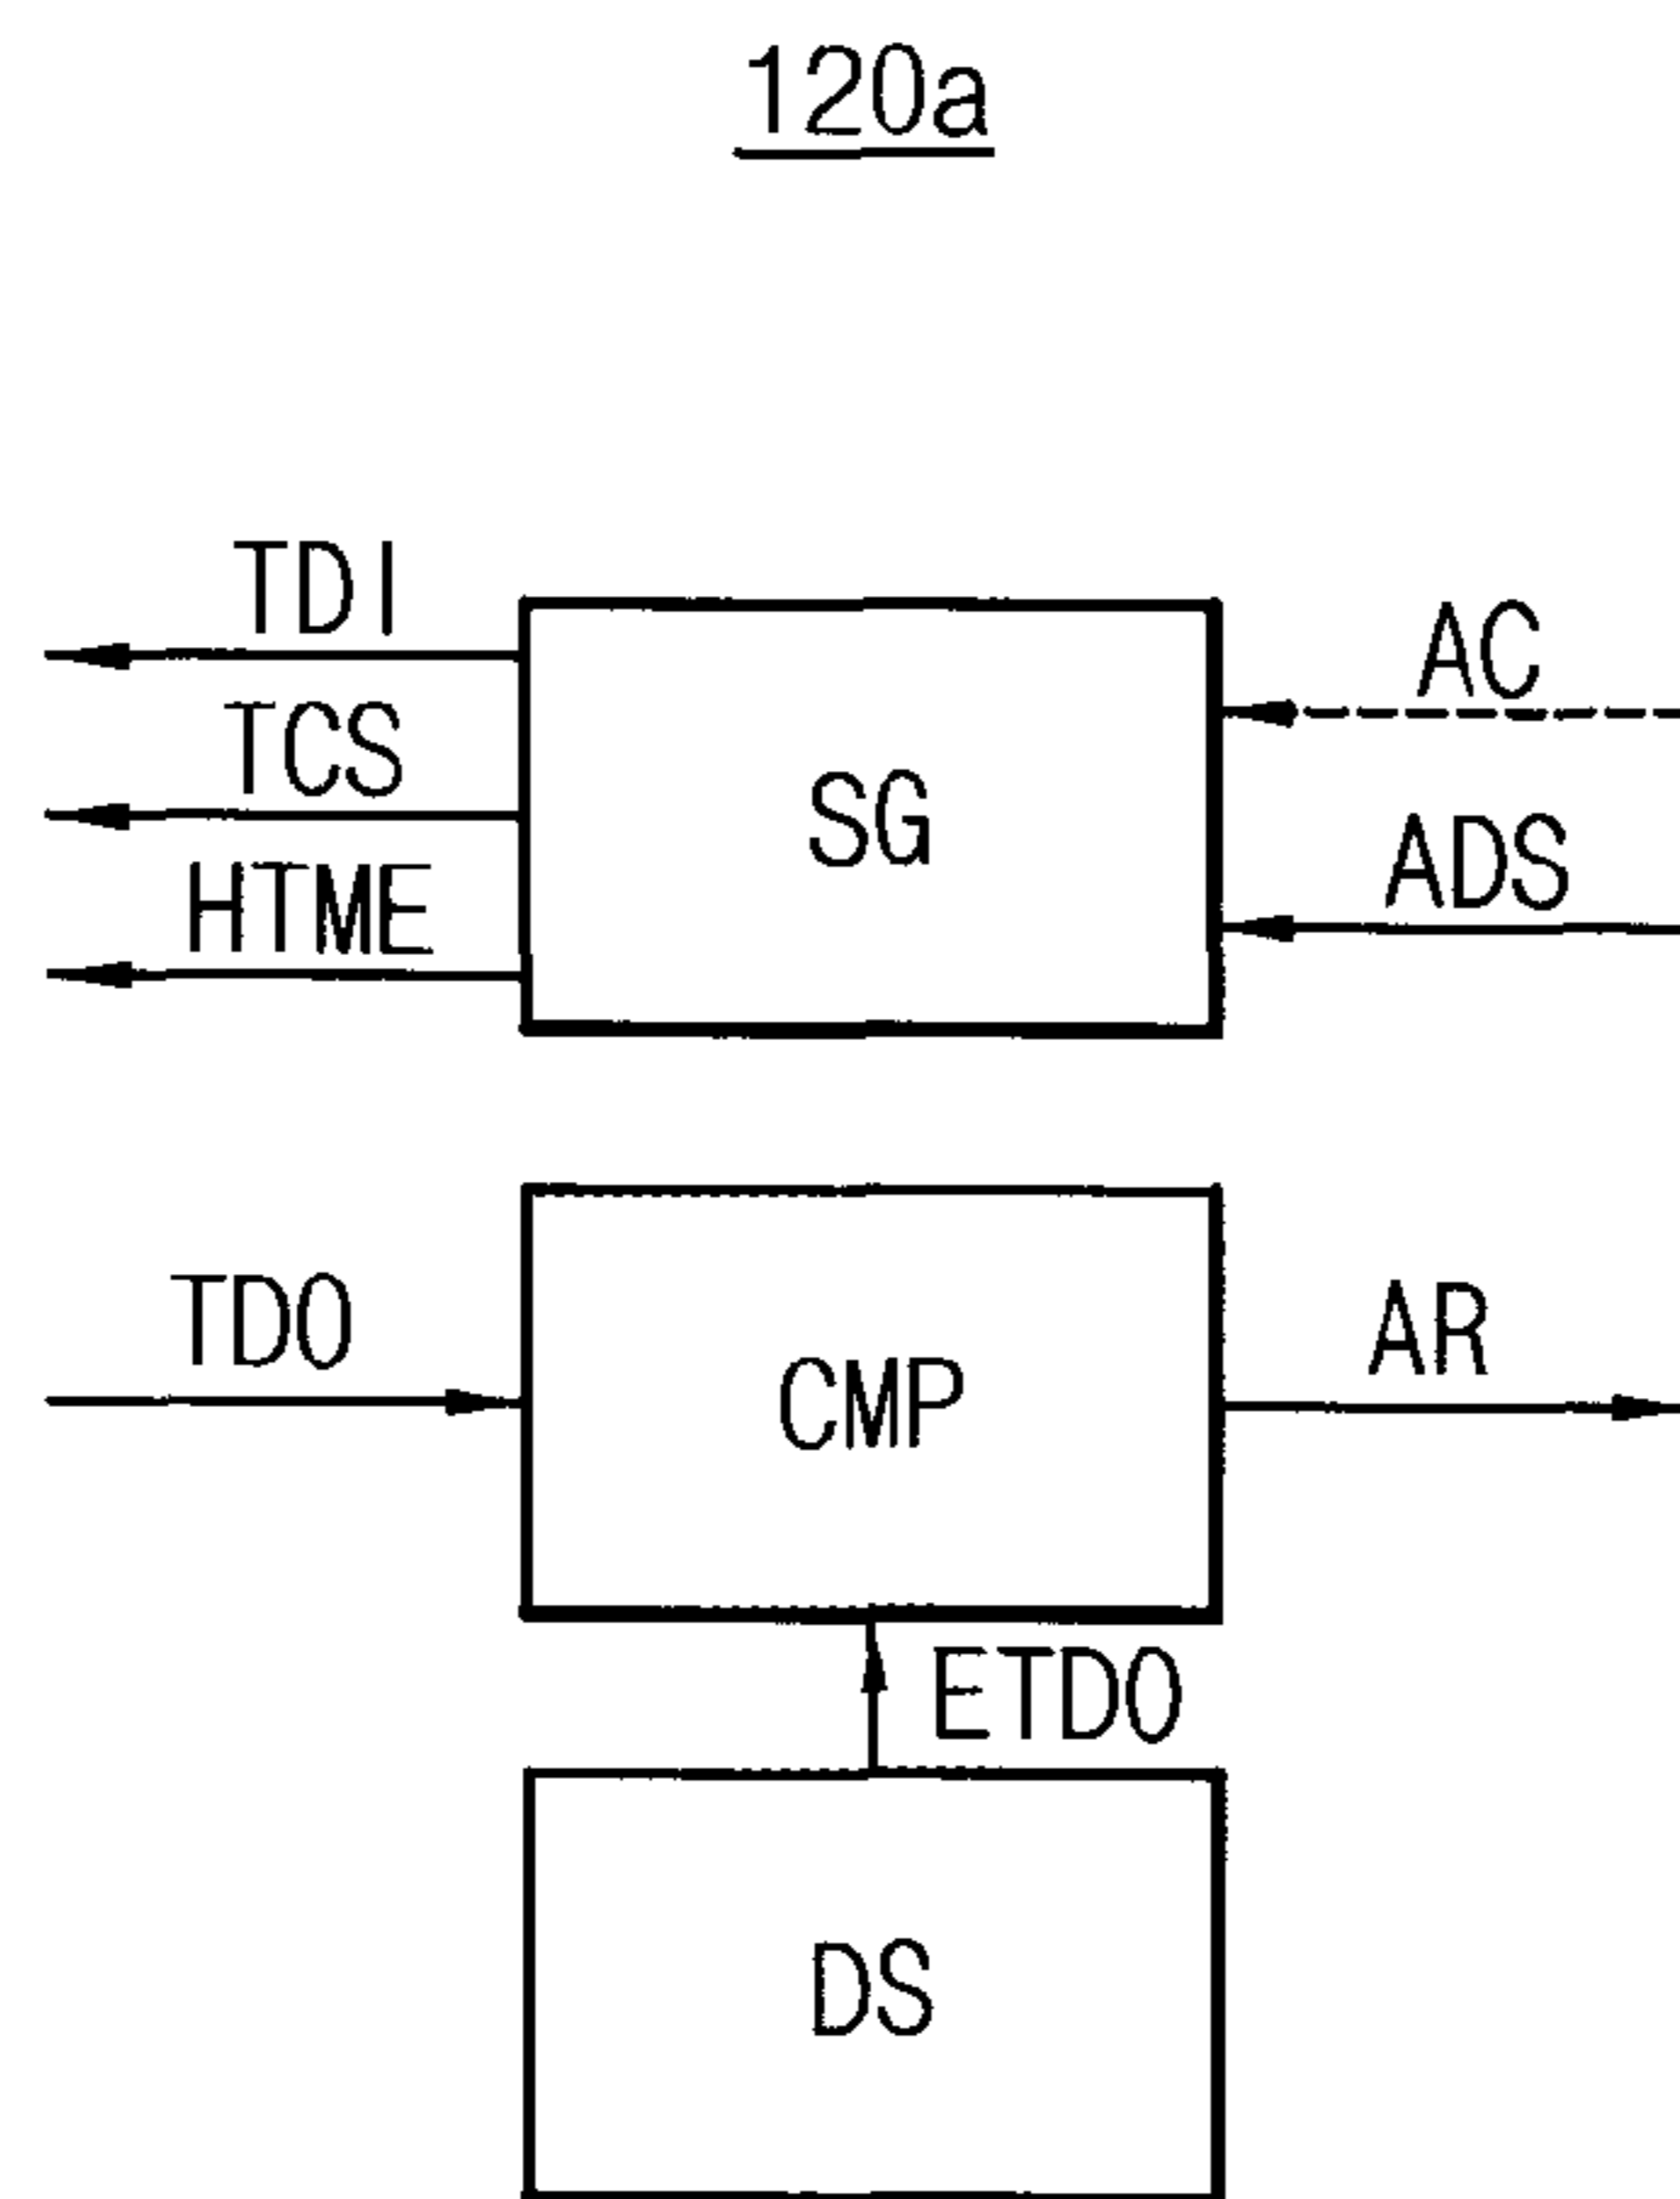 120a
TDI
AC
TCS
SG
ADS
HTME
TDO
CMP
AR
ETDO
DS